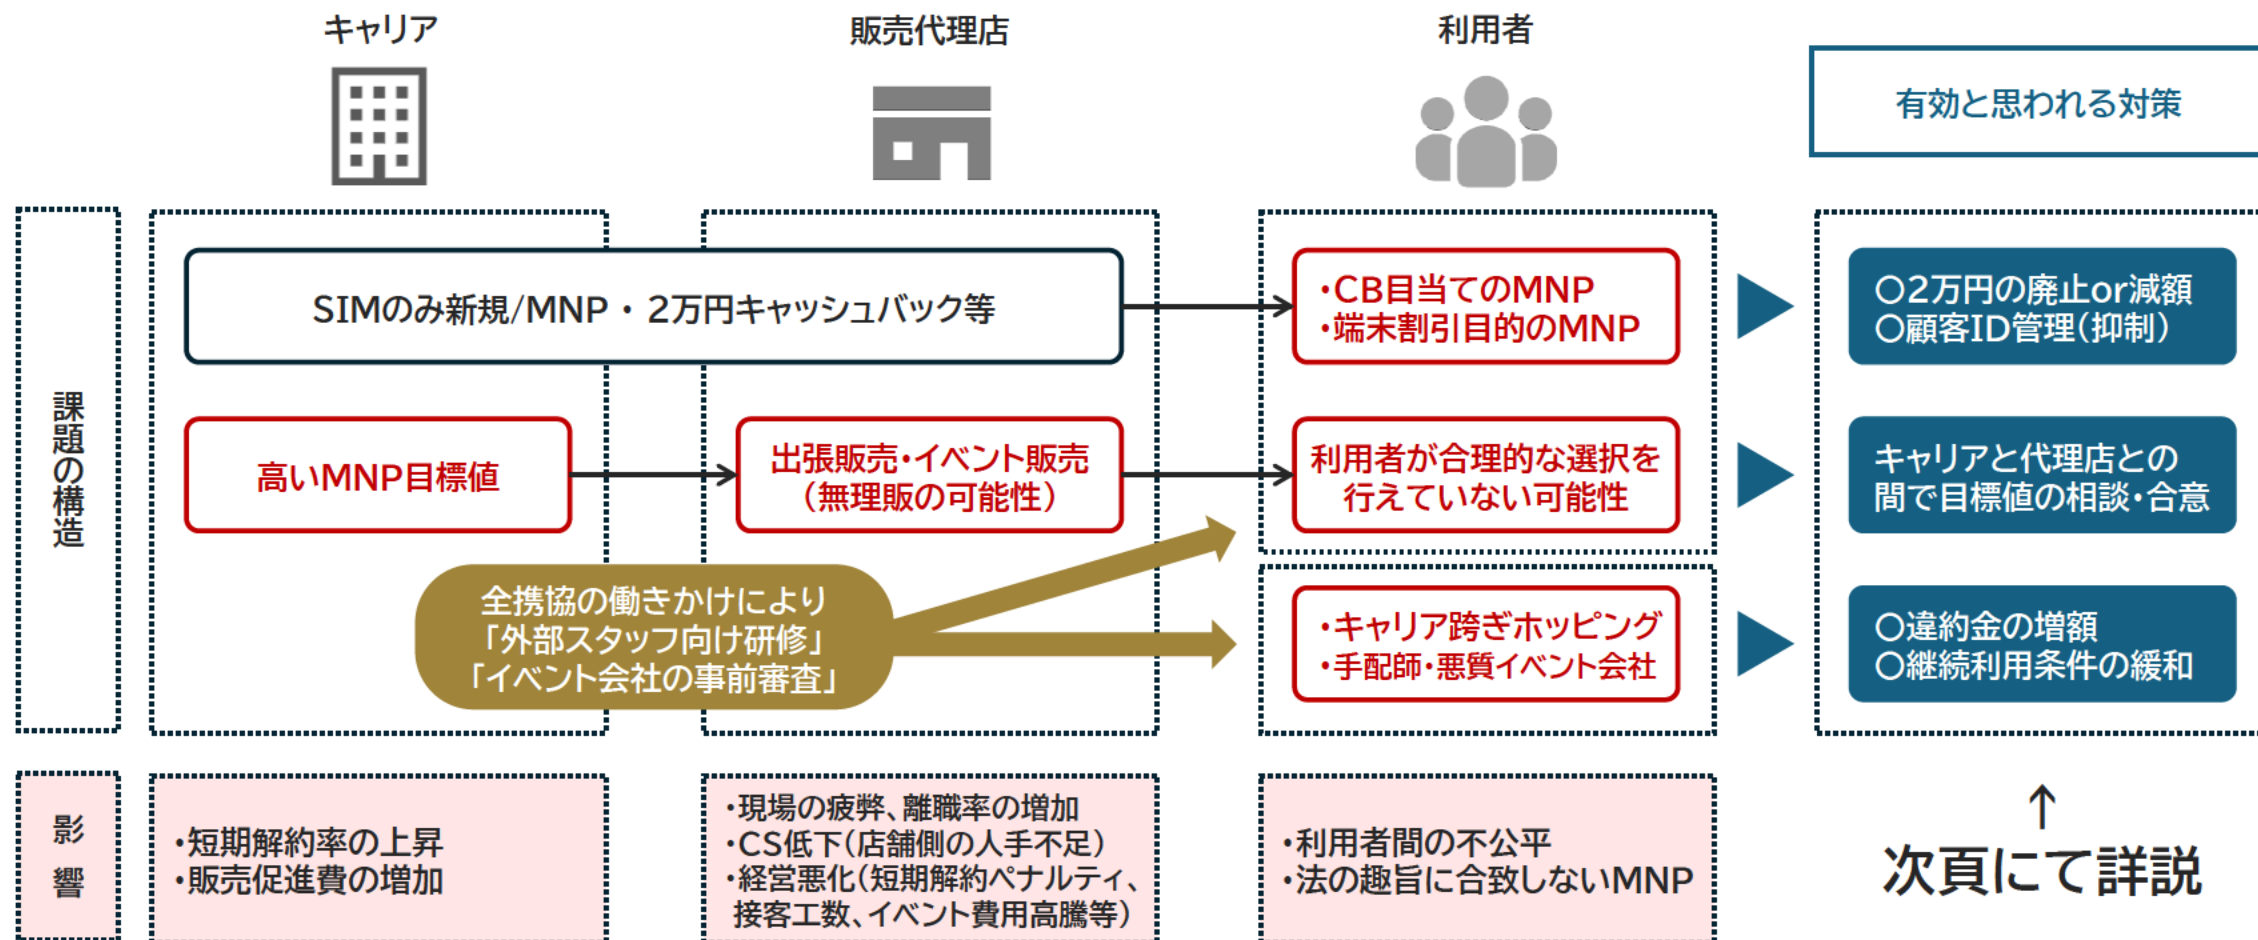 キャリア
販売代理店
利用者
有効と思われる対策
課題の構造
SIMのみ新規/MNP・2万円キャッシュバック等
・CB目当てのMNP
・端末割引目的のMNP
○2万円の廃止or減額
○顧客ID管理(抑制)
高いMNP目標値
出張販売・イベント販売
(無理販の可能性)
利用者が合理的な選択を
行えていない可能性
キャリアと代理店との
間で目標値の相談・合意
全携協の働きかけにより
「外部スタッフ向け研修」
「イベント会社の事前審査」
・キャリア跨ぎホッピング
・手配師・悪質イベント会社
○違約金の増額
○継続利用条件の緩和
影響
・短期解約率の上昇
・販売促進費の増加
・現場の疲弊、離職率の増加
・CS低下(店舗側の人手不足)
・経営悪化(短期解約ペナルティ、
接客工数、イベント費用高騰等)
・利用者間の不公平
・法の趣旨に合致しないMNP
↑
次頁にて詳説